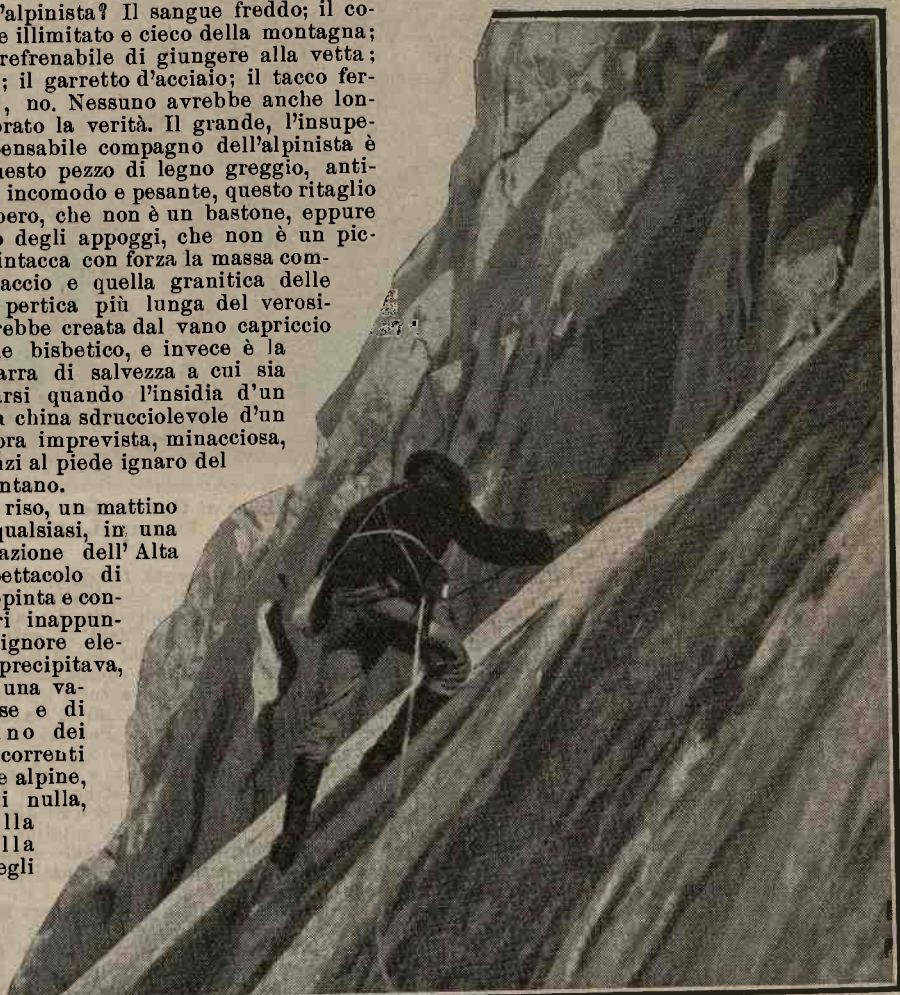 'alpinista? Il sangue freddo; il co-
e illimitato e cieco della montagna;
refrenabile di giungere alla vetta;
; il garretto d'acciaio; il tacco fer-
, no. Nessuno avrebbe anche lon-
orato la verità. Il grande, l'insupe-
ensabile compagno dell'alpinista è
uesto pezzo di legno greggio, anti-
incomodo e pesante, questo ritaglio
bero, che non è un bastone, eppure
o degli appoggi, che non è un pic-
intacca con forza la massa com-
accio e quella granitica delle
pertica più lunga del verosi-
rebbe creata dal vano capriccio
e bisbetico, e invece è la
arra di salvezza a cui sia
arsi quando l'insidia d'un
a china sdrucciolevole d'un
ora imprevista, minacciosa,
nzi al piede ignaro del
ntano.
riso, un mattino
qualsiasi, in una
azione dell' Alta
pettacolo di
pinta e con-
ri inappun-
ignore ele-
precipitava,
una va-
se e di
no dei
correnti
e alpine,
i nulla,
lla
lla
egli